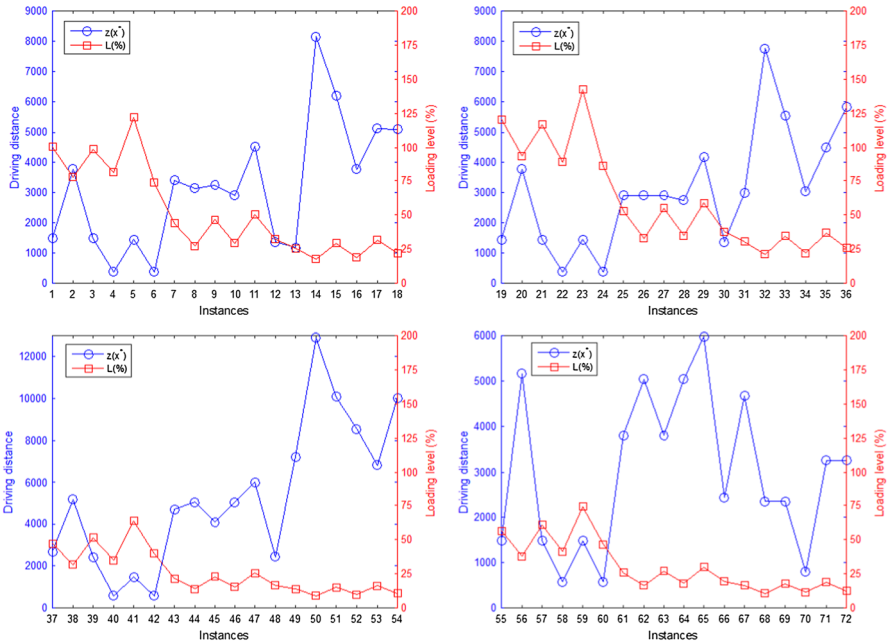 9000
8000
7000
6000
5000
4000
3000
2000
1000
0
Driving distance
z(x*)
L(%)
200
175
150
125
100
75
50
25
0
Loading level (%)
1 2 3 4 5 6 7 8 9 10 11 12 13 14 15 16 17 18
Instances
9000
8000
7000
6000
5000
4000
3000
2000
1000
0
Driving distance
z(x*)
L(%)
200
175
150
125
100
75
50
25
0
Loading level (%)
19 20 21 22 23 24 25 26 27 28 29 30 31 32 33 34 35 36
Instances
12000
10000
8000
6000
4000
2000
0
Driving distance
z(x*)
L(%)
200
175
150
125
100
75
50
25
0
Loading level (%)
37 38 39 40 41 42 43 44 45 46 47 48 49 50 51 52 53 54
Instances
6000
5000
4000
3000
2000
1000
0
Driving distance
z(x*)
L(%)
200
175
150
125
100
75
50
25
0
Loading level (%)
55 56 57 58 59 60 61 62 63 64 65 66 67 68 69 70 71 72
Instances